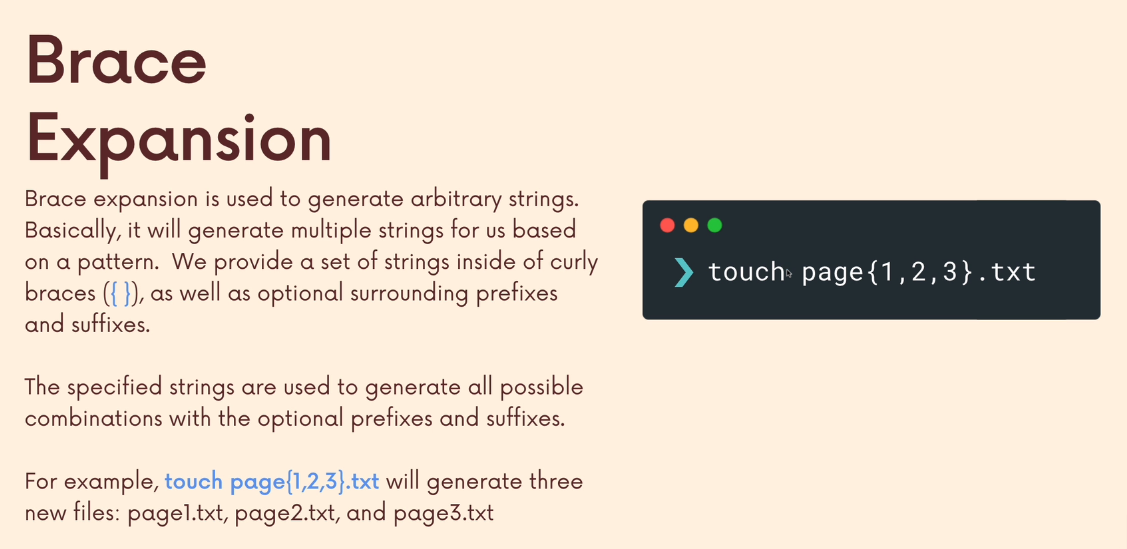 Brace
Expansion
Brace expansion is used to generate arbitrary strings.
Basically, it will generate multiple strings for us based
on a pattern.  We provide a set of strings inside of curly
braces ({ }), as well as optional surrounding prefixes
and suffixes.
The specified strings are used to generate all possible
combinations with the optional prefixes and suffixes.
For example, touch page{1,2,3}.txt will generate three
new files: page1.txt, page2.txt, and page3.txt
❯ touch page{1,2,3}.txt